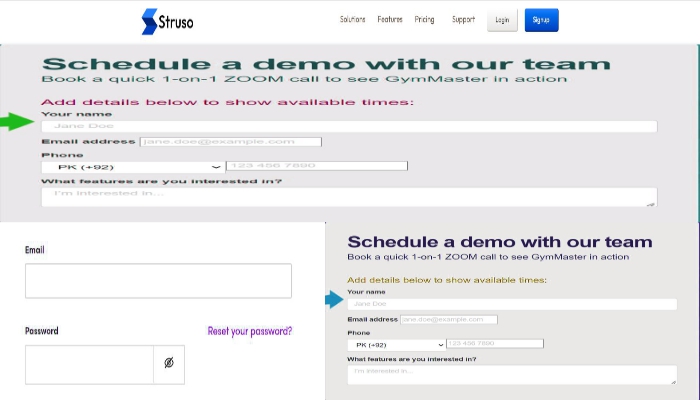 Struso
Solutions Features Pricing Support Login Signup
Schedule a demo with our team
Book a quick 1-on-1 ZOOM call to see GymMaster in action
Add details below to show available times:
Your name
Jane Doe
Email address jane.doe@example.com
Phone
PK (+92) 123 456 7890
What features are you interested in?
I'm Interested in...
Email
Password Reset your password?
Schedule a demo with our team
Book a quick 1-on-1 ZOOM call to see GymMaster in action
Add details below to show available times:
Your name
Jane Doe
Email address jane.doe@example.com
Phone
PK (+92) 123 456 7890
What features are you interested in?
I'm Interested in...